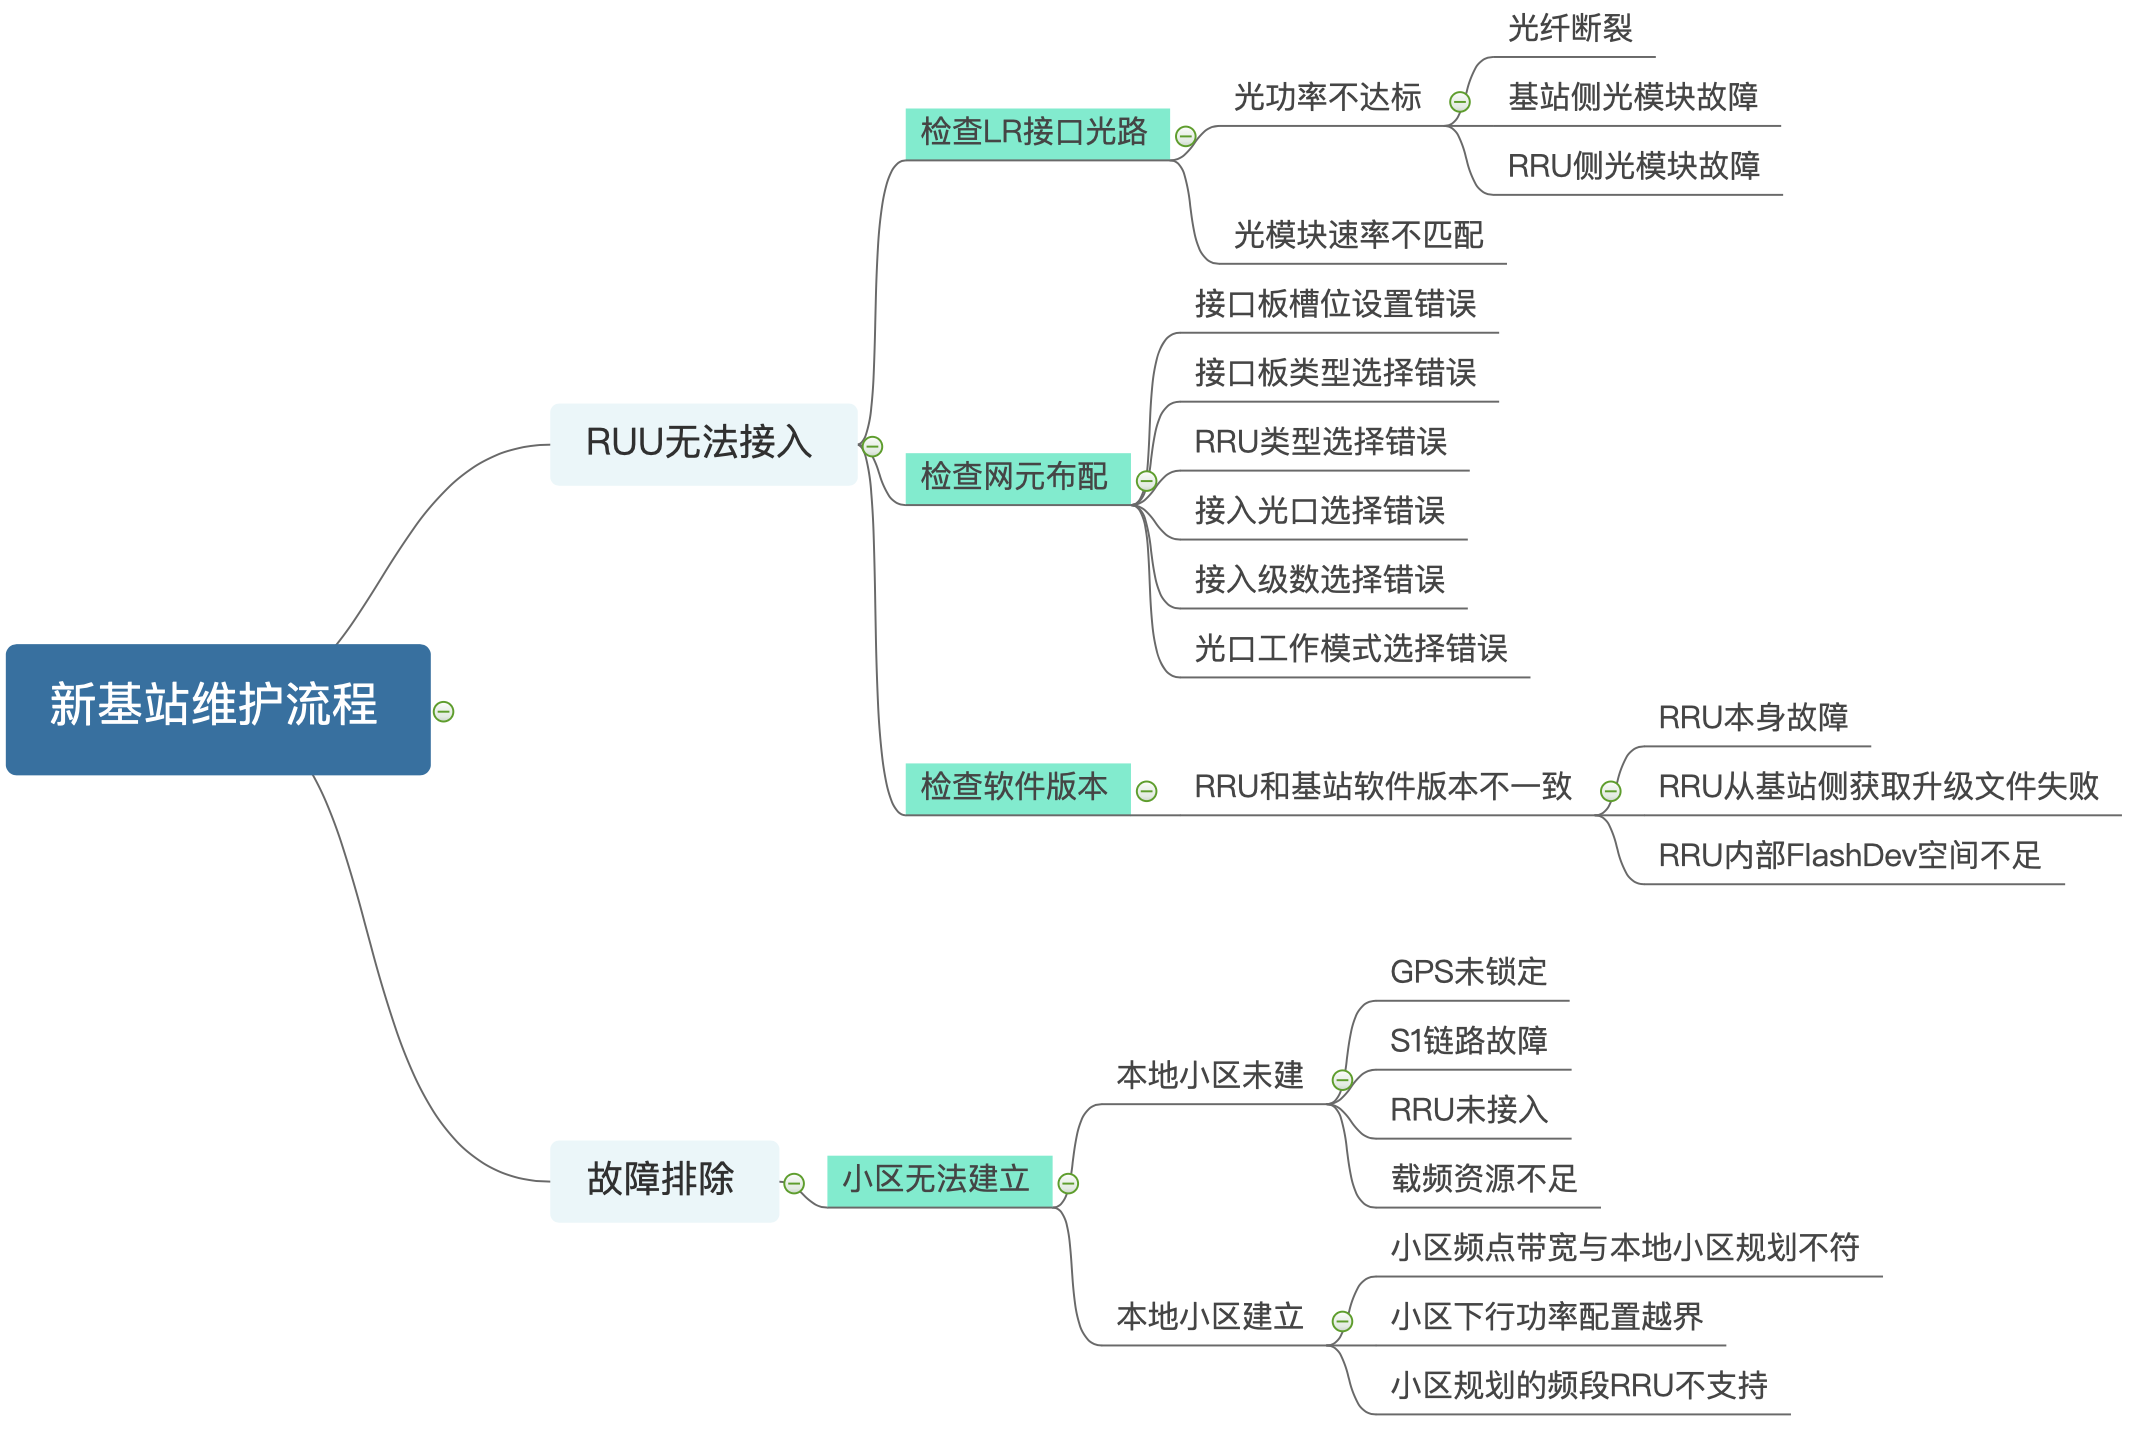 新基站维护流程
RUU无法接入
检查LR接口光路
光功率不达标
光纤断裂
基站侧光模块故障
RRU侧光模块故障
光模块速率不匹配
检查网元布配
接口板槽位设置错误
接口板类型选择错误
RRU类型选择错误
接入光口选择错误
接入级数选择错误
光口工作模式选择错误
检查软件版本
RRU和基站软件版本不一致
RRU本身故障
RRU从基站侧获取升级文件失败
RRU内部FlashDev空间不足
故障排除
小区无法建立
本地小区未建
GPS未锁定
S1链路故障
RRU未接入
载频资源不足
本地小区建立
小区频点带宽与本地小区规划不符
小区下行功率配置越界
小区规划的频段RRU不支持